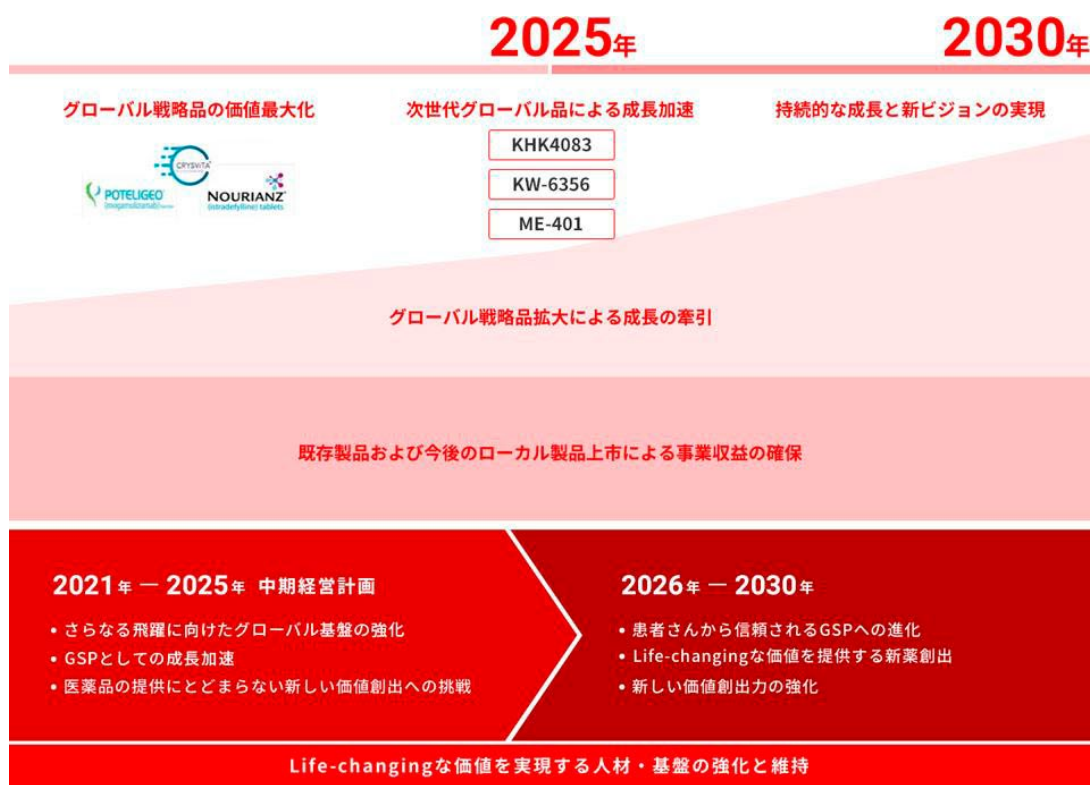 2025年
2030年
グローバル戦略品の価値最大化
次世代グローバル品による成長加速
持続的な成長と新ビジョンの実現
CRYSVITA
POTELIGEO
(mogamulizumab)
NOURIANZ
(istradefylline) tablets
KHK4083
KW-6356
ME-401
グローバル戦略品拡大による成長の牽引
既存製品および今後のローカル製品上市による事業収益の確保
2021年 － 2025年 中期経営計画
• さらなる飛躍に向けたグローバル基盤の強化
• GSPとしての成長加速
• 医薬品の提供にとどまらない新しい価値創出への挑戦
2026年 － 2030年
• 患者さんから信頼されるGSPへの進化
• Life-changingな価値を提供する新薬創出
• 新しい価値創出力の強化
Life-changingな価値を実現する人材・基盤の強化と維持